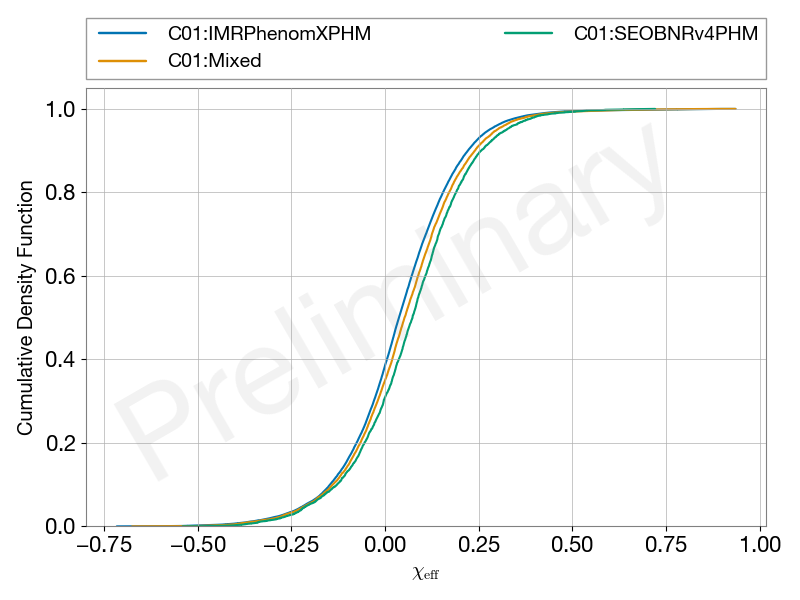 C01:IMRPhenomXPHM
C01:Mixed
C01:SEOBNRv4PHM
Preliminary
Cumulative Density Function
1.0
0.8
0.6
0.4
0.2
0.0
−0.75 −0.50 −0.25 0.00 0.25 0.50 0.75 1.00
χeff